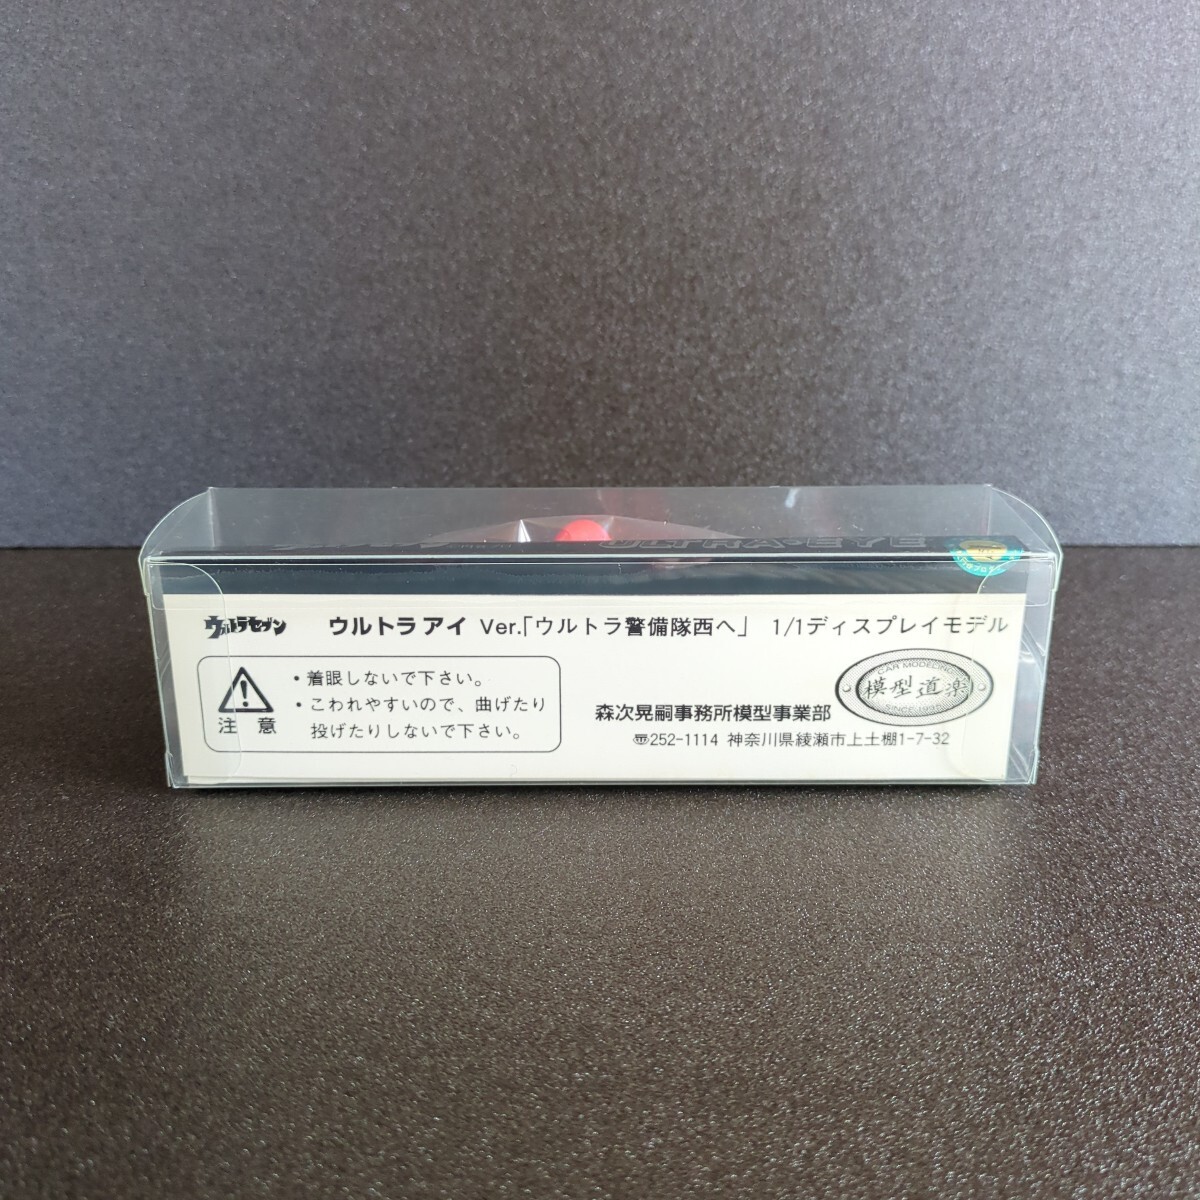 ULTRA・EYE
ウルトラセブン ウルトラアイ Ver.「ウルトラ警備隊西へ」 1/1ディスプレイモデル
注意
・着眼しないで下さい。
・こわれやすいので、曲げたり
投げたりしないで下さい。
CAR MODELING
模型道楽
SINCE 1995
森次晃嗣事務所模型事業部
〠252-1114 神奈川県綾瀬市上土棚1-7-32